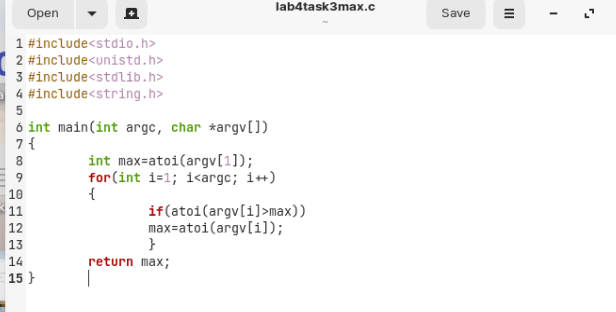 Open lab4task3max.c Save
~
1 #include<stdio.h>
2 #include<unistd.h>
3 #include<stdlib.h>
4 #include<string.h>
5
6 int main(int argc, char *argv[])
7 {
8 int max=atoi(argv[1]);
9 for(int i=1; i<argc; i++)
10 {
11 if(atoi(argv[i]>max))
12 max=atoi(argv[i]);
13 }
14 return max;
15 }